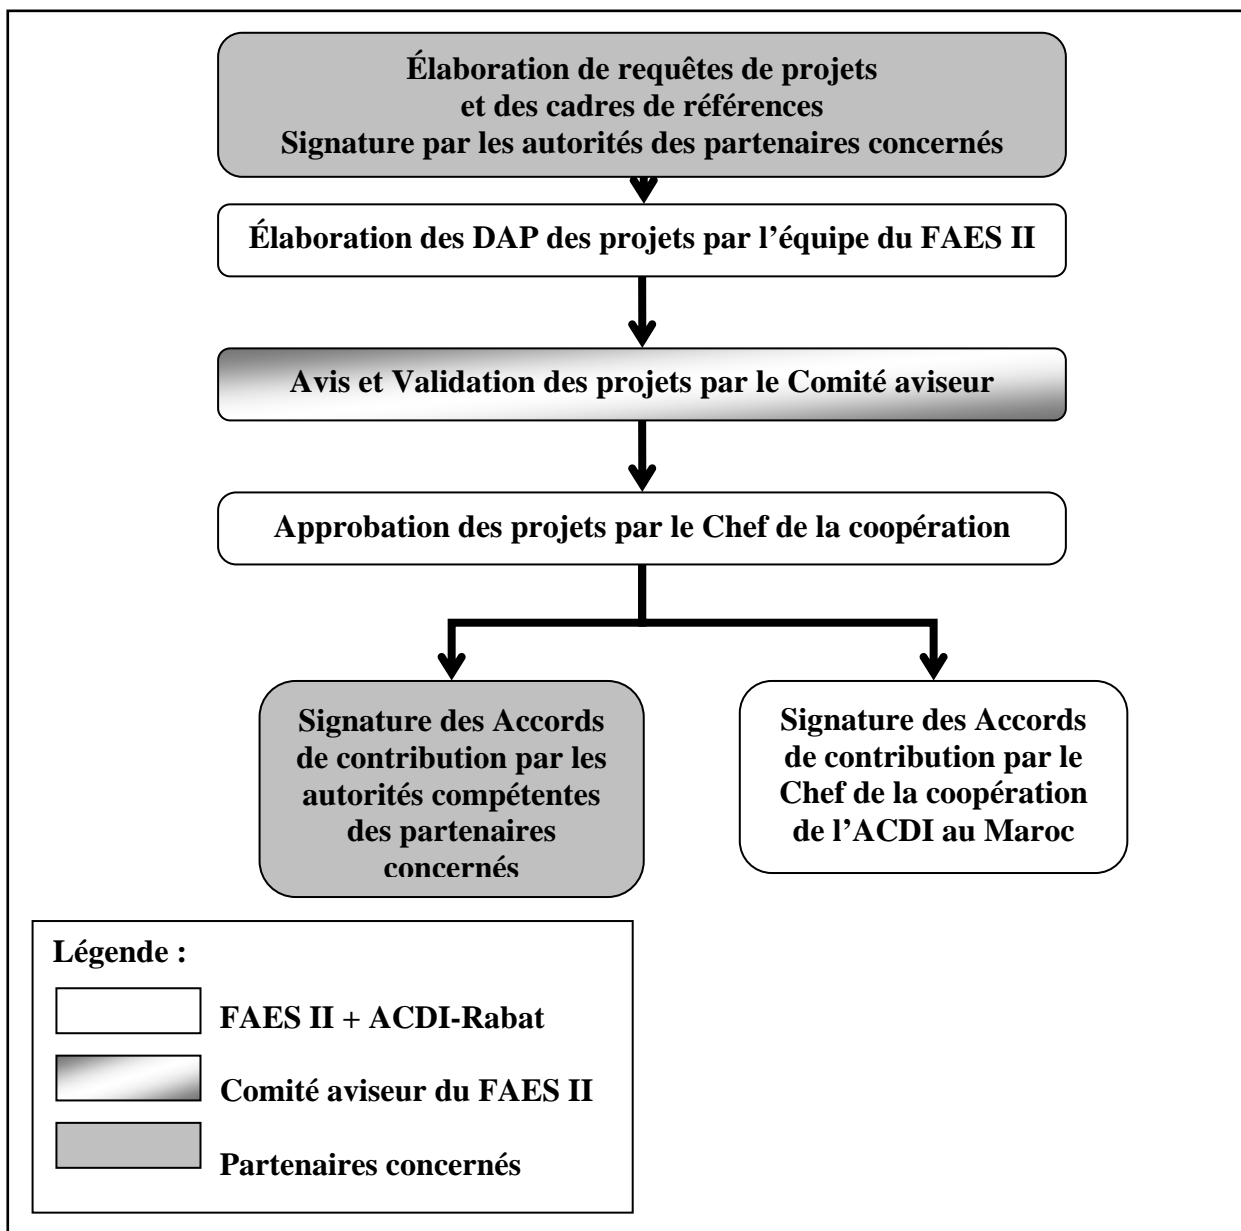 Élaboration de requêtes de projets
et des cadres de références
Signature par les autorités des partenaires concernés
Élaboration des DAP des projets par l'équipe du FAES II
Avis et Validation des projets par le Comité aviseur
Approbation des projets par le Chef de la coopération
Signature des Accords
de contribution par les
autorités compétentes
des partenaires
concernés
Signature des Accords
de contribution par le
Chef de la coopération
de l'ACDI au Maroc
Légende :
FAES II + ACDI-Rabat
Comité aviseur du FAES II
Partenaires concernés